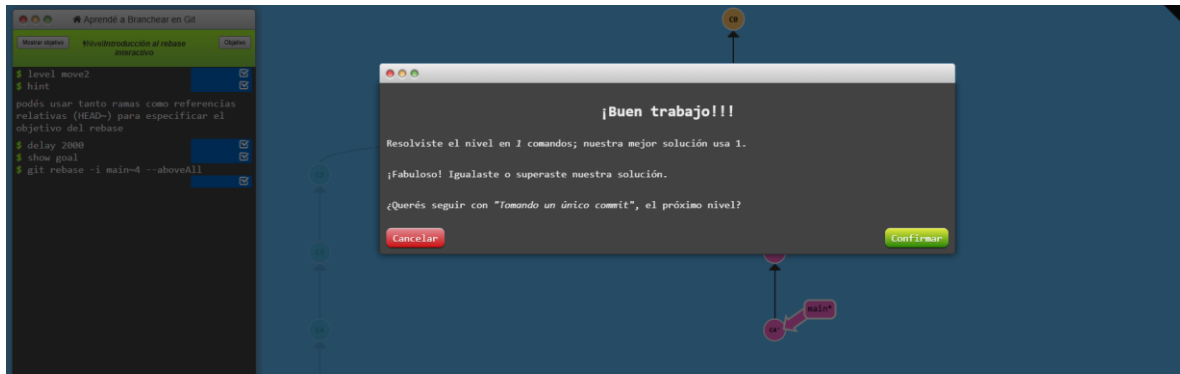 Aprendé a Branchear en Git
Mostrar objetivo
NivelIntroducción al rebase
interactivo
Objetivo
$ level move2
$ hint
podés usar tanto ramas como referencias
relativas (HEAD~) para especificar el
objetivo del rebase
$ delay 2000
$ show goal
$ git rebase -i main~4 --aboveAll
C0
¡Buen trabajo!!!
Resolviste el nivel en 1 comandos; nuestra mejor solución usa 1.
¡Fabuloso! Igualaste o superaste nuestra solución.
¿Querés seguir con "Tomando un único commit", el próximo nivel?
Cancelar
Confirmar
main*
C4'